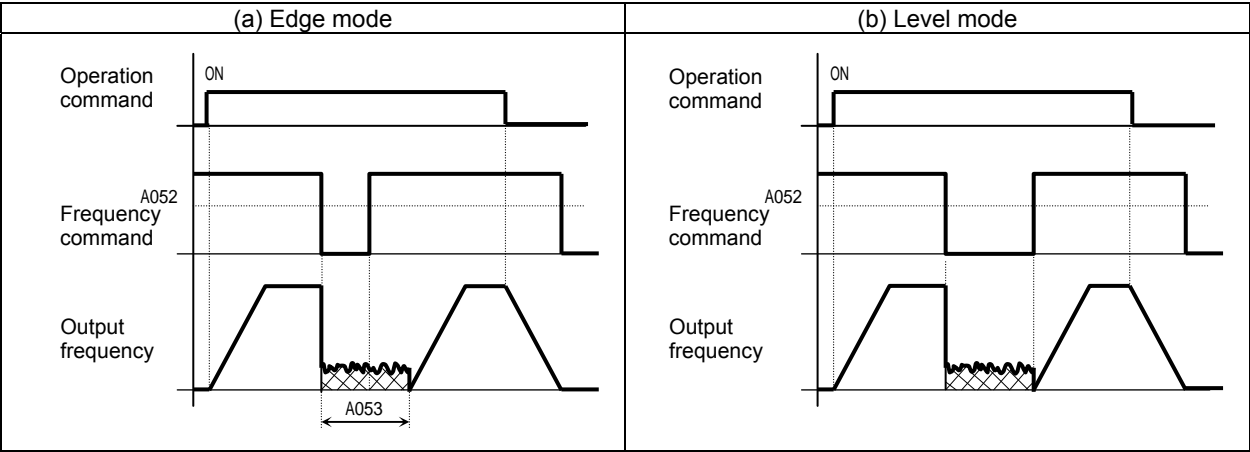 (a) Edge mode
(b) Level mode
Operation
command
ON
A052
Frequency
command
Output
frequency
A053
Operation
command
ON
A052
Frequency
command
Output
frequency